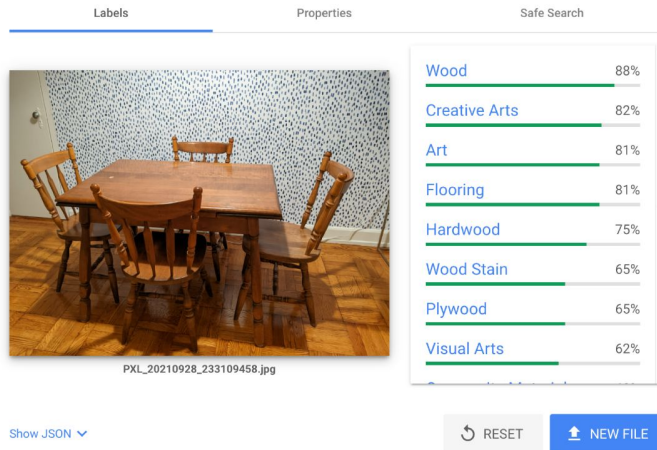 Labels
Properties
Safe Search
Wood 88%
Creative Arts 82%
Art 81%
Flooring 81%
Hardwood 75%
Wood Stain 65%
Plywood 65%
Visual Arts 62%
PXL_20210928_233109458.jpg
Show JSON
RESET
NEW FILE